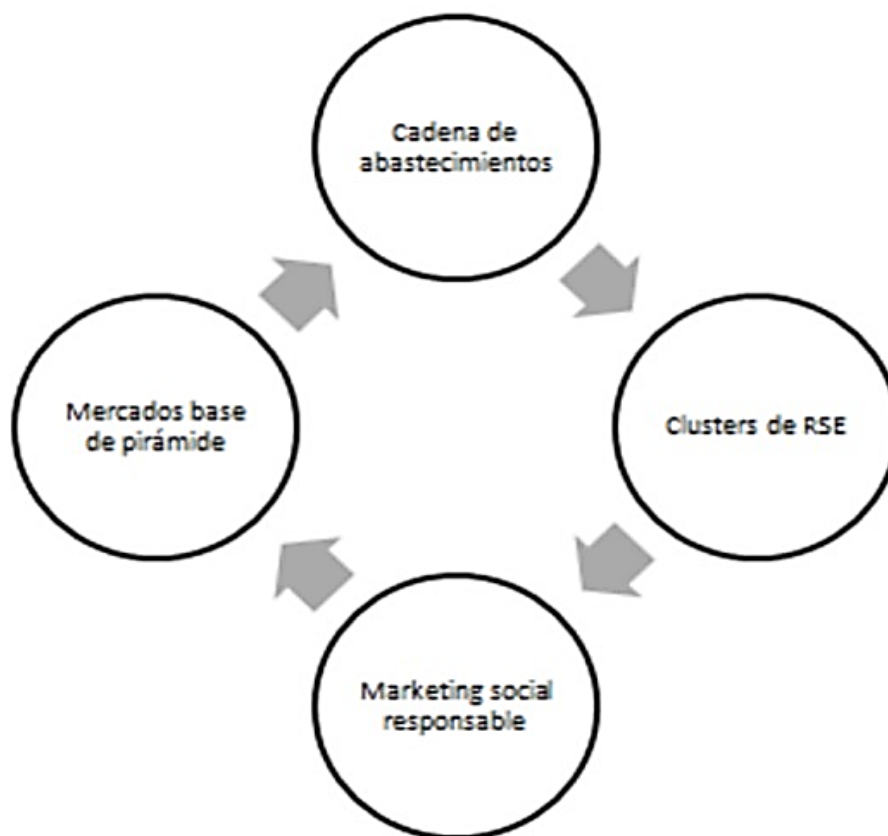 Cadena de
abastecimientos
Mercados base
de pirámide
Clusters de RSE
Marketing social
responsable